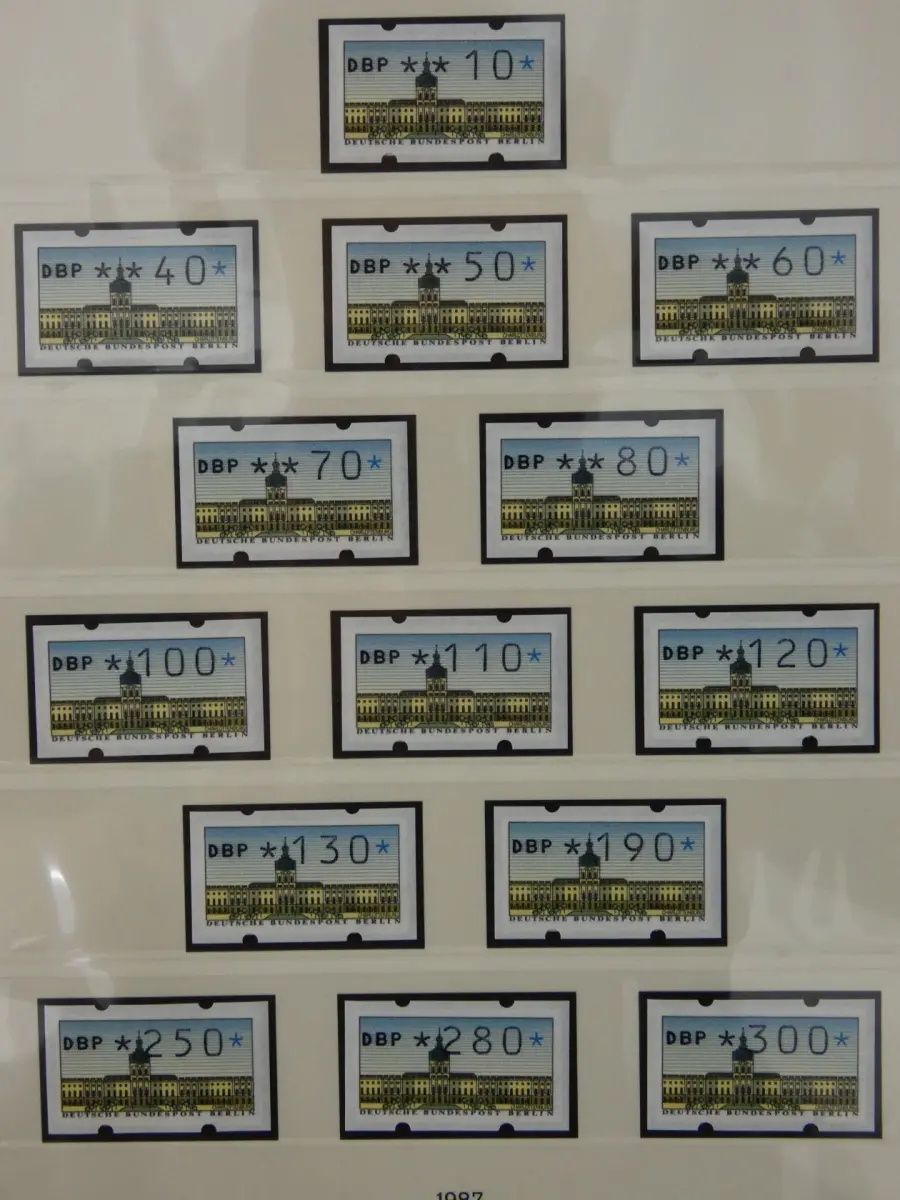 DBP ** 10*
DEUTSCHE BUNDESPOST BERLIN
DBP ** 40*
DEUTSCHE BUNDESPOST BERLIN
DBP ** 50*
DEUTSCHE BUNDESPOST BERLIN
DBP ** 60*
DEUTSCHE BUNDESPOST BERLIN
DBP ** 70*
DEUTSCHE BUNDESPOST BERLIN
DBP ** 80*
DEUTSCHE BUNDESPOST BERLIN
DBP *100*
DEUTSCHE BUNDESPOST BERLIN
DBP *110*
DEUTSCHE BUNDESPOST BERLIN
DBP *120*
DEUTSCHE BUNDESPOST BERLIN
DBP *130*
DEUTSCHE BUNDESPOST BERLIN
DBP *190*
DEUTSCHE BUNDESPOST BERLIN
DBP *250*
DEUTSCHE BUNDESPOST BERLIN
DBP *280*
DEUTSCHE BUNDESPOST BERLIN
DBP *300*
DEUTSCHE BUNDESPOST BERLIN
1987